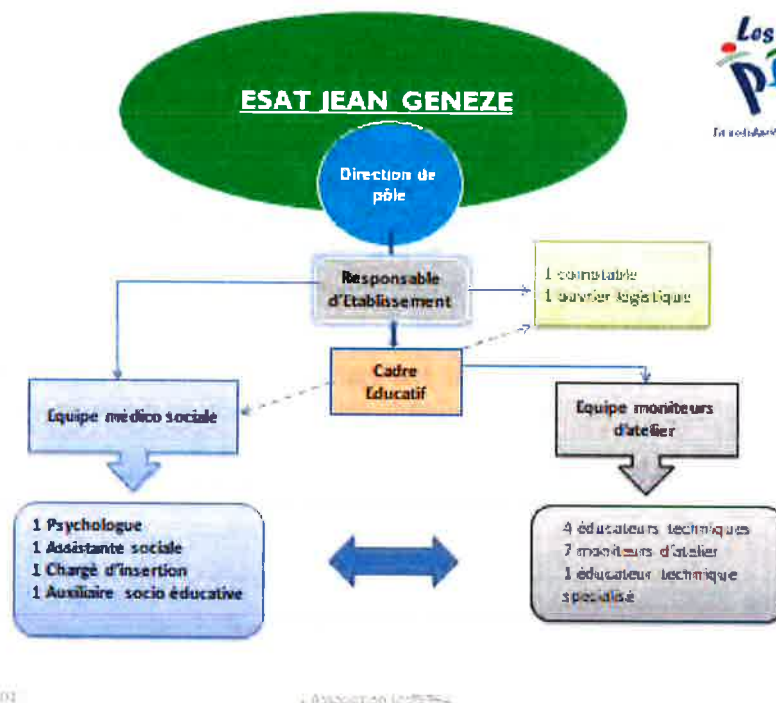 Les
ESAT JEAN GENEZE
Direction de
pôle
Responsable
d'Etablissement
1 comptable
1 ouvrier logistique
Cadre
Educatif
Equipe médico sociale
Equipe moniteurs
d'atelier
1 Psychologue
1 Assistante sociale
1 Chargé d'insertion
1 Auxiliaire socio éducative
4 éducateurs techniques
7 moniteurs d'atelier
1 éducateur technique
spécialisé